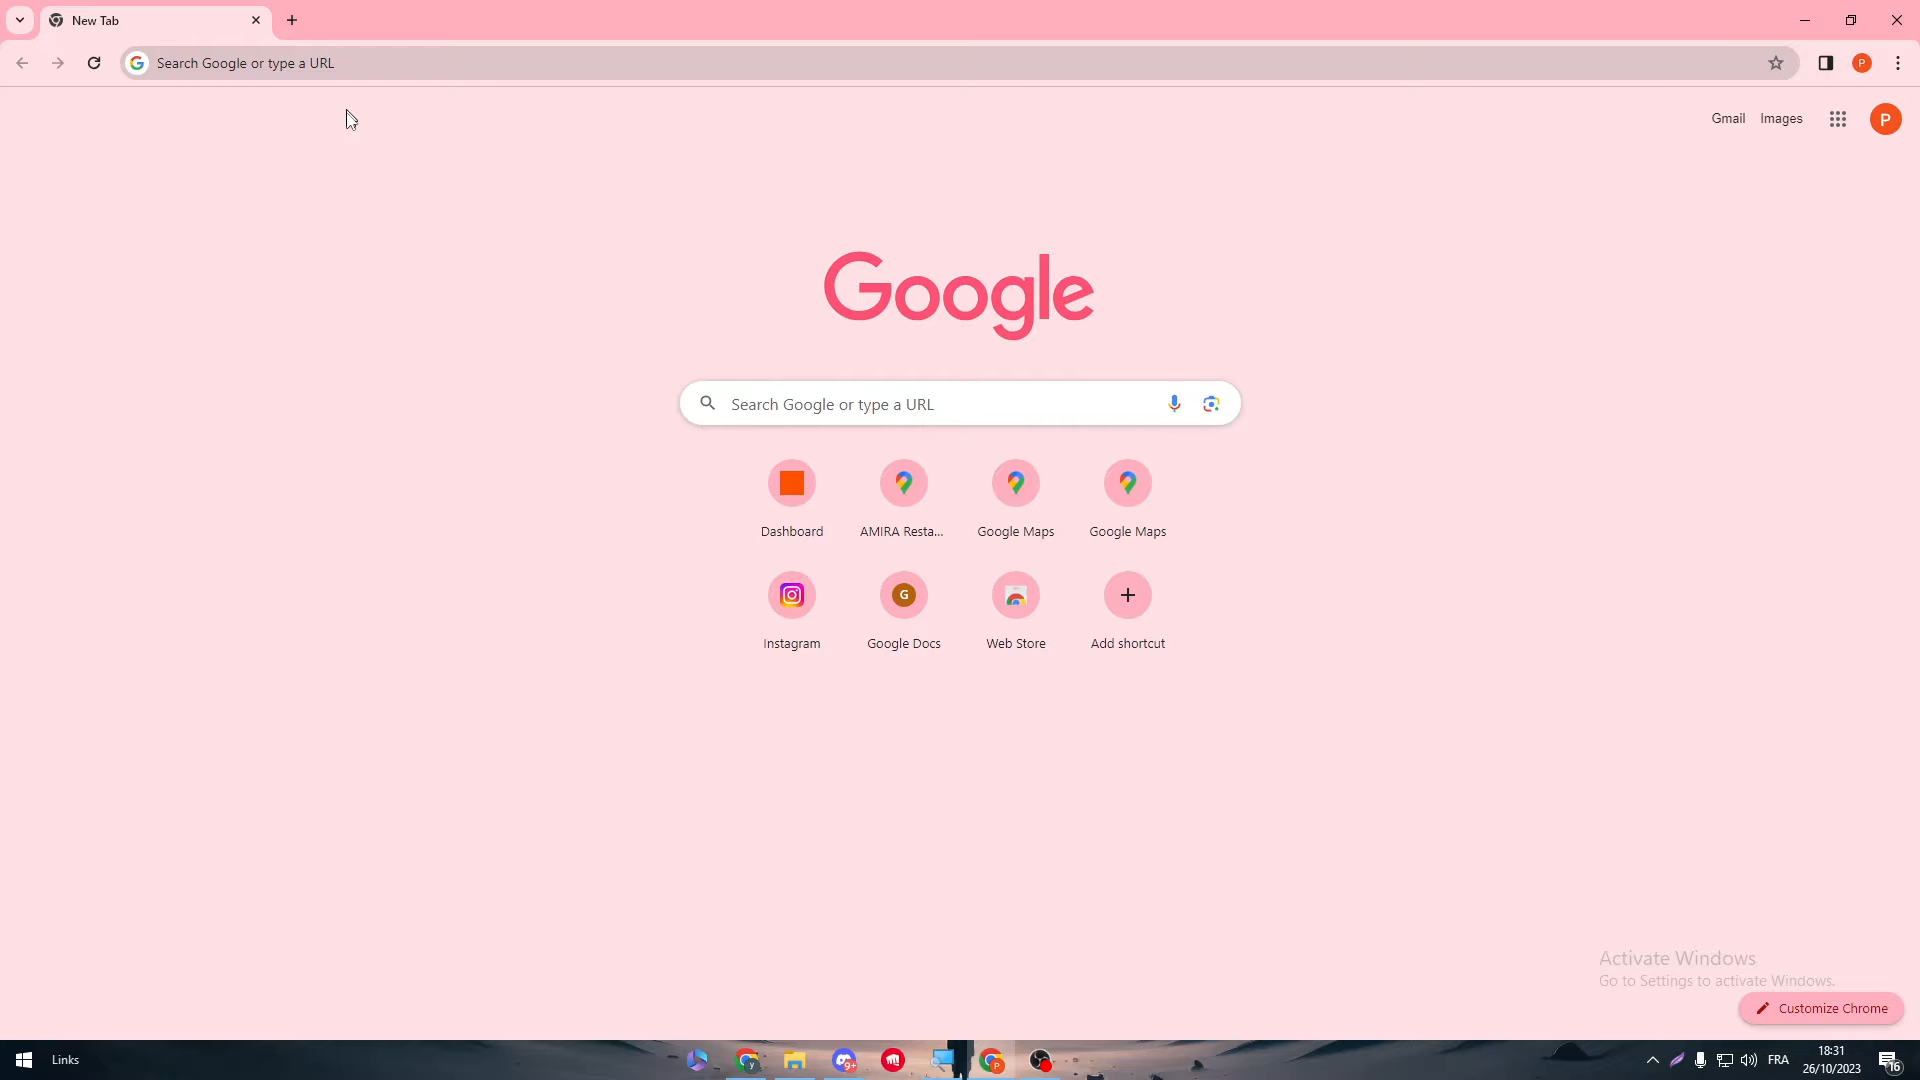 New Tab
Search Google or type a URL
P
Gmail Images
P
Google
Search Google or type a URL
Dashboard AMIRA Resta... Google Maps Google Maps
G
Instagram Google Docs Web Store Add shortcut
Activate Windows
Go to Settings to activate Windows.
Customize Chrome
Links
y
9+
P
FRA
18:31
26/10/2023
16